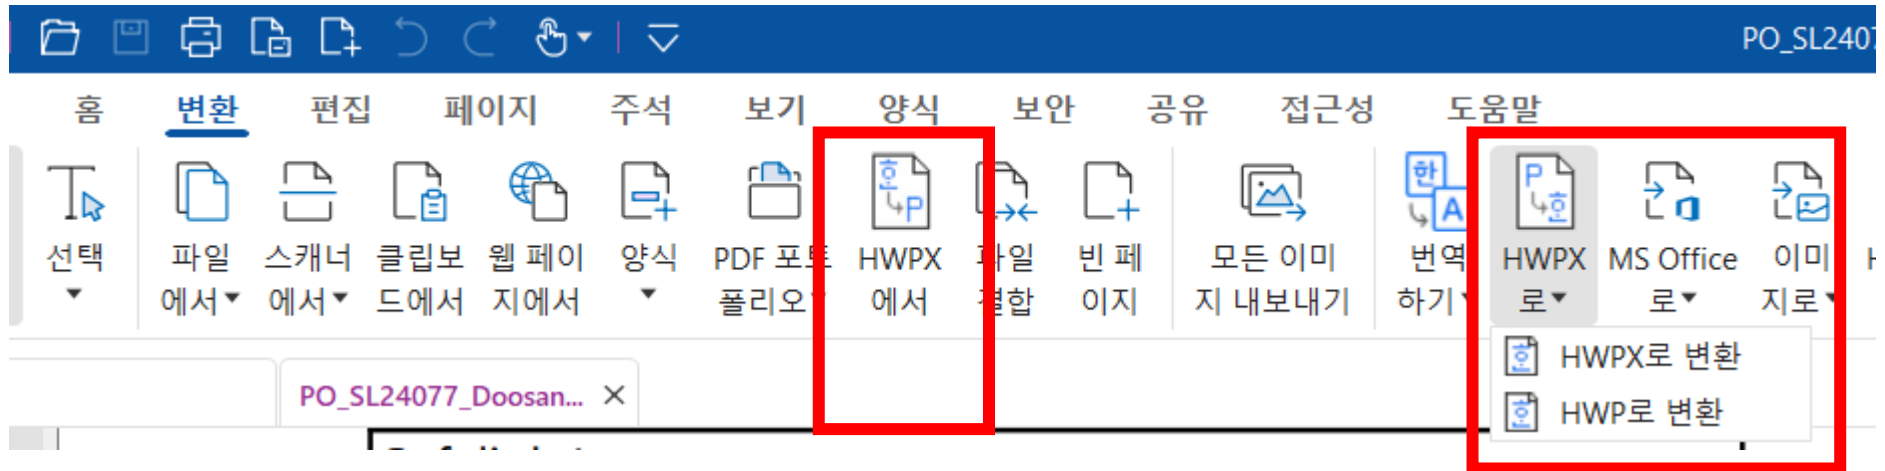 PO_SL240
홈 변환 편집 페이지 주석 보기 양식 보안 공유 접근성 도움말
선택 파일 스캐너 클립보 웹 페이 양식 PDF 포트 HWPX 파일 빈 페 모든 이미 번역 HWPX MS Office 이미
에서 에서 드에서 지에서 폴리오 에서 결합 이지 지 내보내기 하기 로 로 지로
HWPX로 변환
PO_SL24077_Doosan...
HWP로 변환